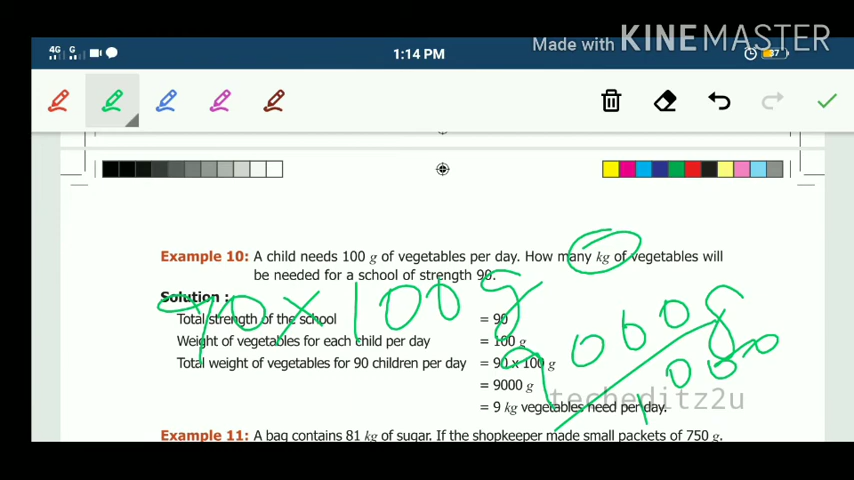 Made with KINEMASTER
4G G 1:14 PM 37
Example 10: A child needs 100 g of vegetables per day. How many kg of vegetables will
be needed for a school of strength 90.
Solution :
90 × 100 g
Total strength of the school = 90
Weight of vegetables for each child per day = 100 g
Total weight of vegetables for 90 children per day = 90 x 100 g
9000g
1000
= 9000 g
techeditz2u
= 9 kg vegetables need per day.
Example 11: A bag contains 81 kg of sugar. If the shopkeeper made small packets of 750 g.